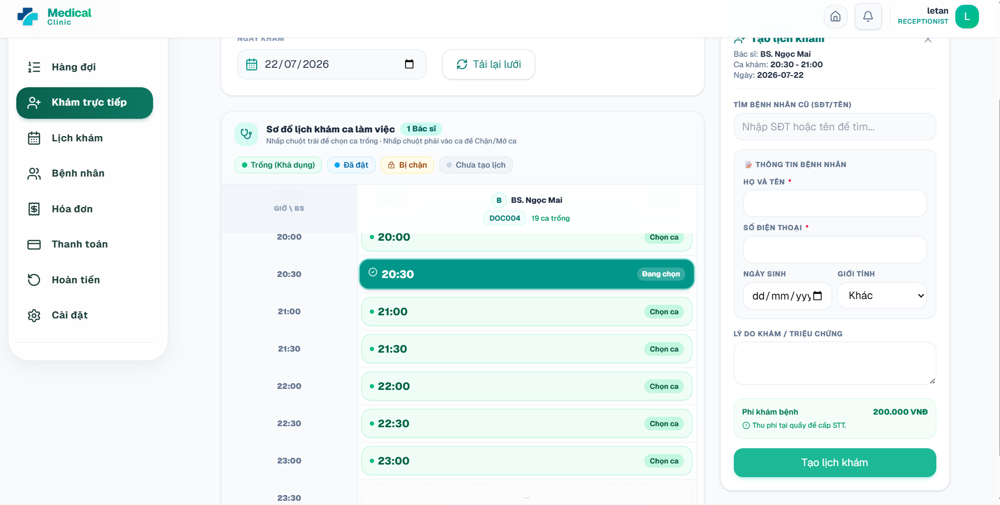 Medical
Clinic
letan
RECEPTIONIST
L
Hàng đợi
Khám trực tiếp
Lịch khám
Bệnh nhân
Hóa đơn
Thanh toán
Hoàn tiền
Cài đặt
NGÀY KHÁM
22/07/2026
Tải lại lưới
Sơ đồ lịch khám ca làm việc
1 Bác sĩ
Nhấp chuột trái để chọn ca trống · Nhấp chuột phải vào ca để Chặn/Mở ca
Trống (Khả dụng)
Đã đặt
Bị chặn
Chưa tạo lịch
GIỜ \ BS
B BS. Ngọc Mai
DOC004 19 ca trống
20:00 20:00 Chọn ca
20:30 20:30 Đang chọn
21:00 21:00 Chọn ca
21:30 21:30 Chọn ca
22:00 22:00 Chọn ca
22:30 22:30 Chọn ca
23:00 23:00 Chọn ca
23:30 —
Tạo lịch khám
Bác sĩ: BS. Ngọc Mai
Ca khám: 20:30 - 21:00
Ngày: 2026-07-22
TÌM BỆNH NHÂN CŨ (SĐT/TÊN)
Nhập SĐT hoặc tên để tìm...
THÔNG TIN BỆNH NHÂN
HỌ VÀ TÊN *
SỐ ĐIỆN THOẠI *
NGÀY SINH GIỚI TÍNH
dd/mm/yyy Khác
LÝ DO KHÁM / TRIỆU CHỨNG
Phí khám bệnh 200.000 VNĐ
Thu phí tại quầy để cấp STT.
Tạo lịch khám